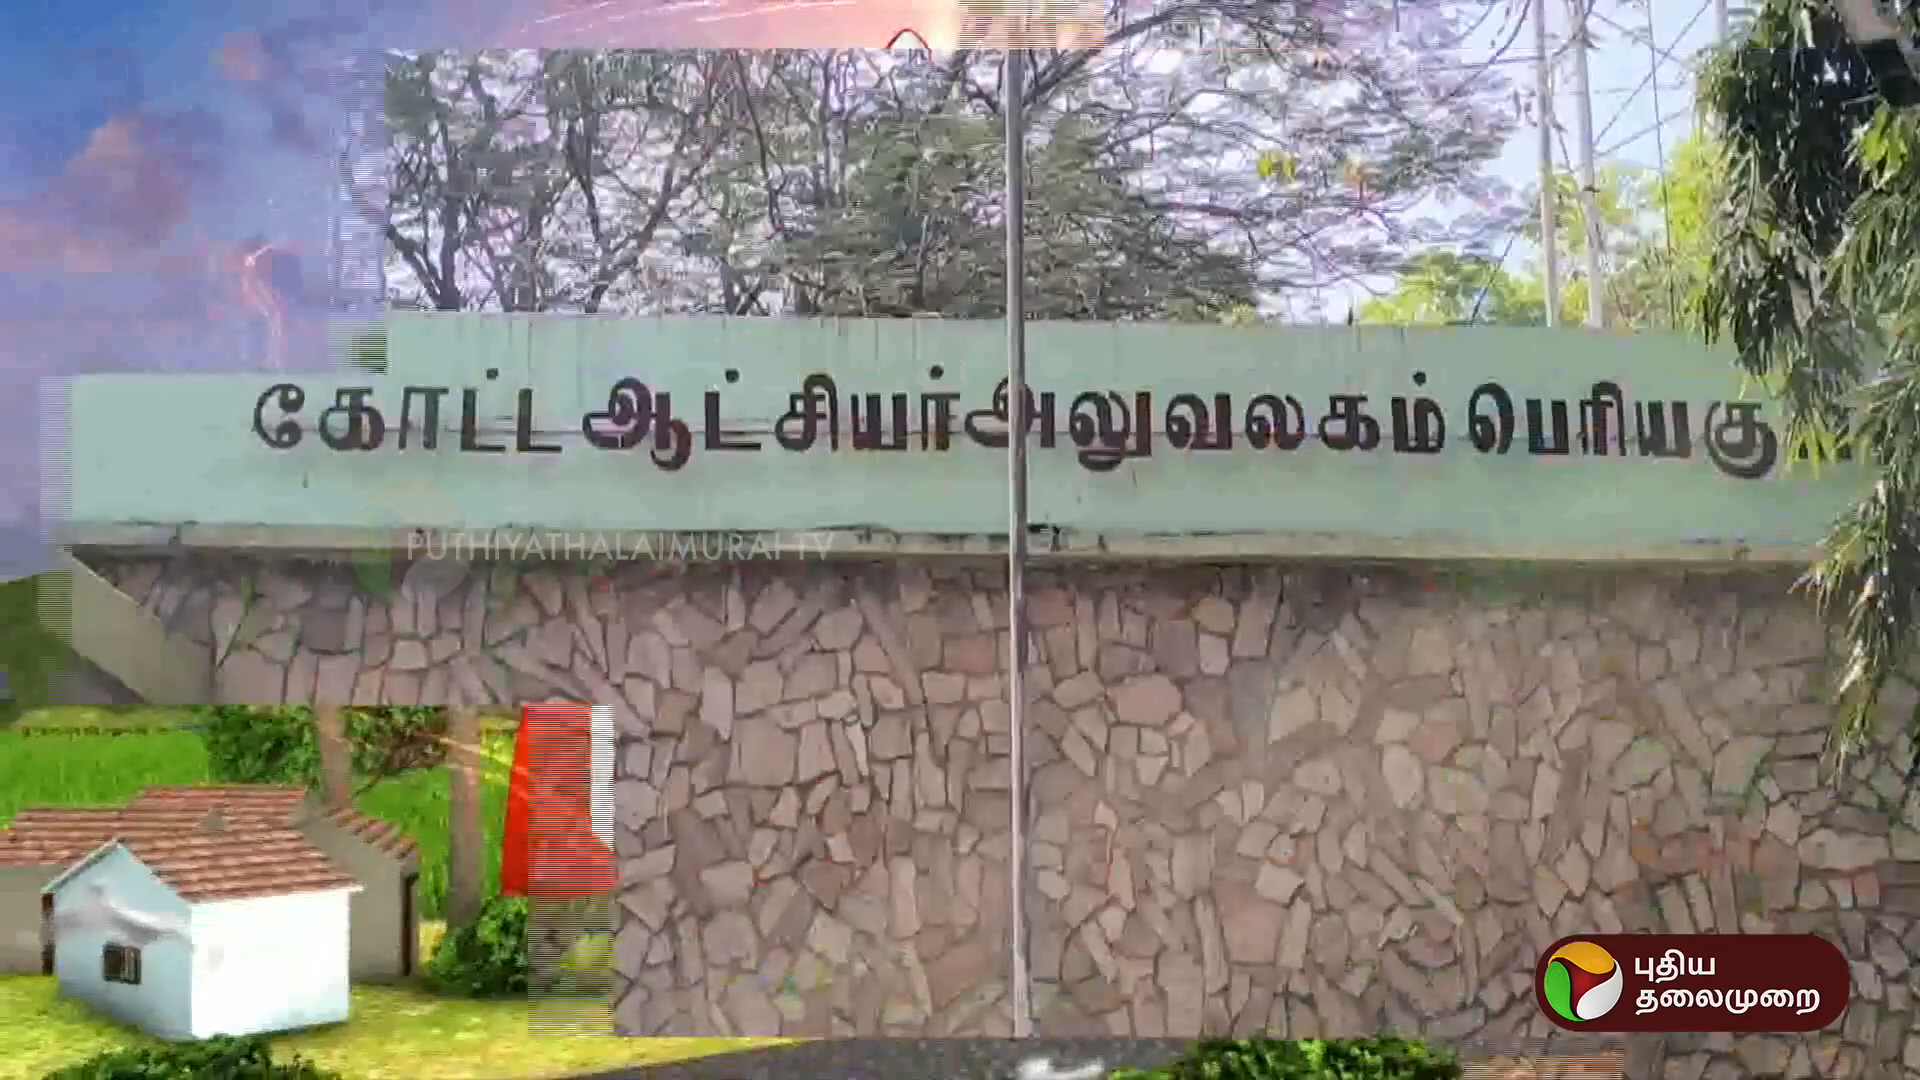 கோட்ட ஆட்சியர் அலுவலகம் பெரியகு
PUTHIYATHALAIMURAI TV
புதிய
தலைமுறை